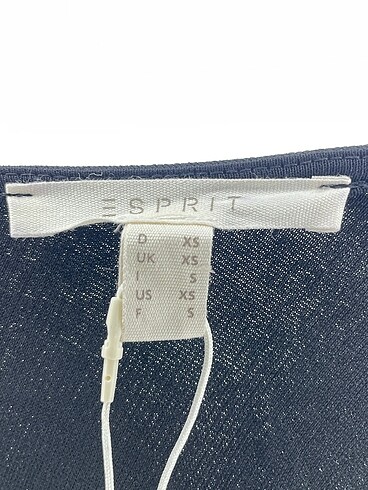 ESPRIT
D XS
UK XS
I S
US XS
F S